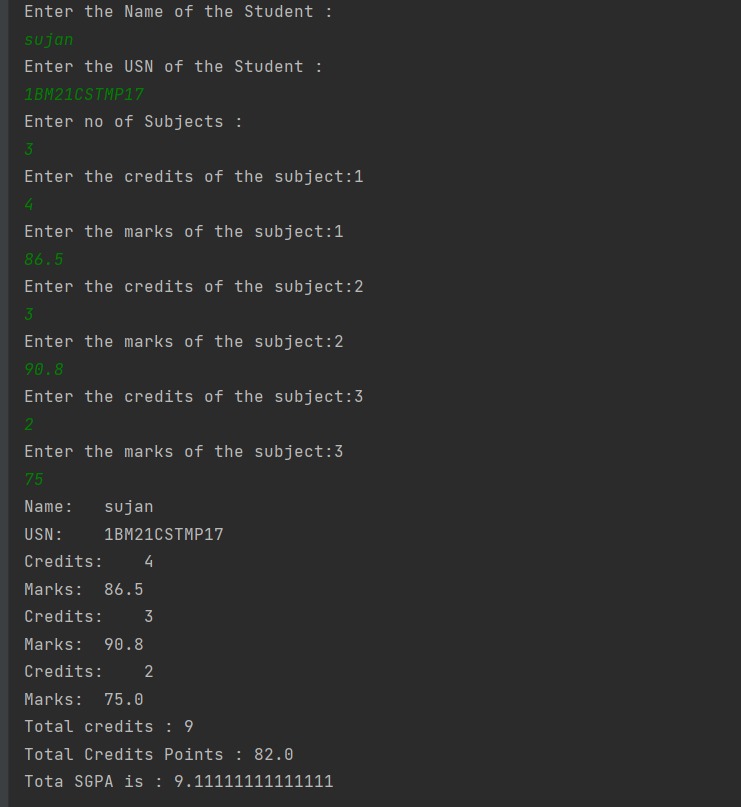 Enter the Name of the Student :
sujan
Enter the USN of the Student :
1BM21CSTMP17
Enter no of Subjects :
3
Enter the credits of the subject:1
4
Enter the marks of the subject:1
86.5
Enter the credits of the subject:2
3
Enter the marks of the subject:2
90.8
Enter the credits of the subject:3
2
Enter the marks of the subject:3
75
Name:   sujan
USN:    1BM21CSTMP17
Credits:    4
Marks:  86.5
Credits:    3
Marks:  90.8
Credits:    2
Marks:  75.0
Total credits : 9
Total Credits Points : 82.0
Tota SGPA is : 9.11111111111111